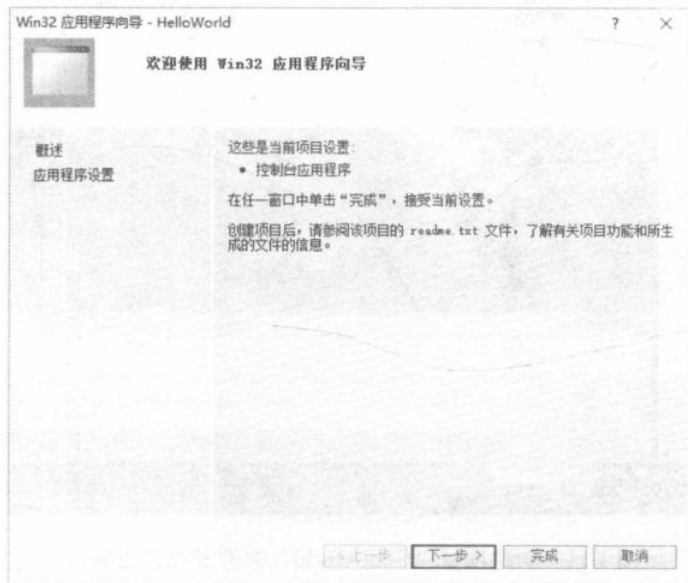 Win32 应用程序向导 - HelloWorld
? ×
欢迎使用 Win32 应用程序向导
概述
应用程序设置
这些是当前项目设置:
• 控制台应用程序
在任一窗口中单击“完成”，接受当前设置。
创建项目后，请参阅该项目的 readme.txt 文件，了解有关项目功能和所生
成的文件的信息。
上一步 下一步 > 完成 取消